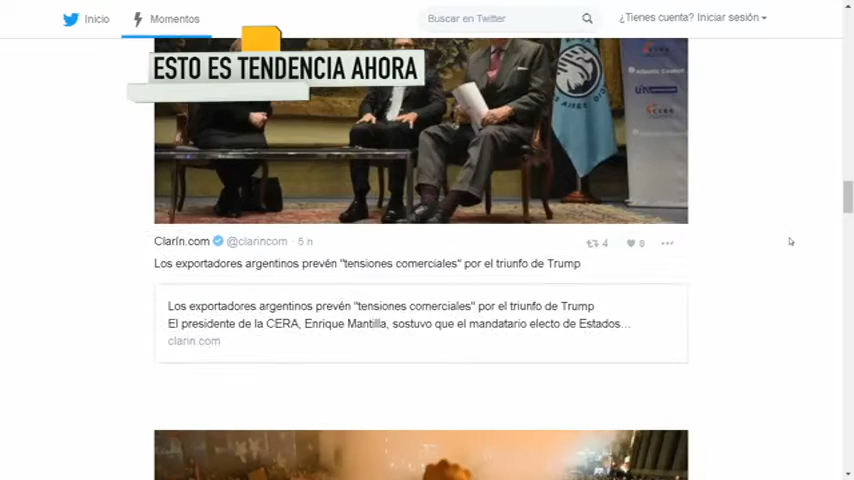 Inicio
Momentos
Buscar en Twitter
¿Tienes cuenta? Iniciar sesión
ESTO ES TENDENCIA AHORA
Atlantic Council
CERA
Clarín.com @clarincom · 5 h
4
8
Los exportadores argentinos prevén "tensiones comerciales" por el triunfo de Trump
Los exportadores argentinos prevén "tensiones comerciales" por el triunfo de Trump
El presidente de la CERA, Enrique Mantilla, sostuvo que el mandatario electo de Estados...
clarin.com